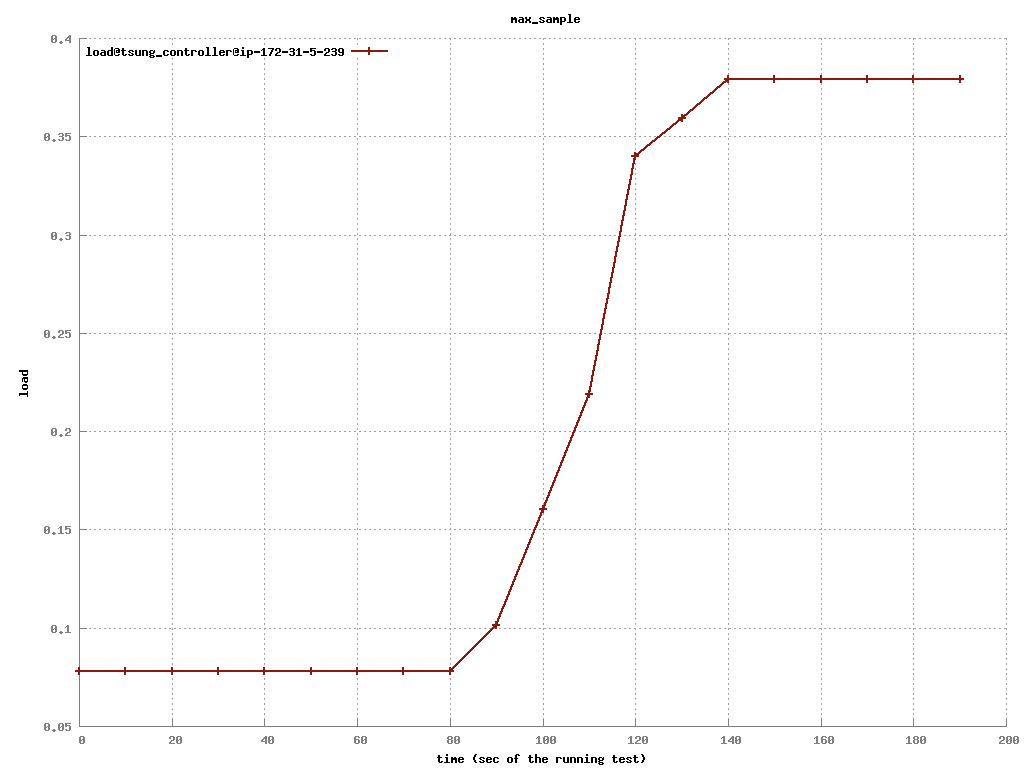 max_sample
load@tsung_controller@ip-172-31-5-239
0.4
0.35
0.3
0.25
0.2
0.15
0.1
0.05
load
0 20 40 60 80 100 120 140 160 180 200
time (sec of the running test)